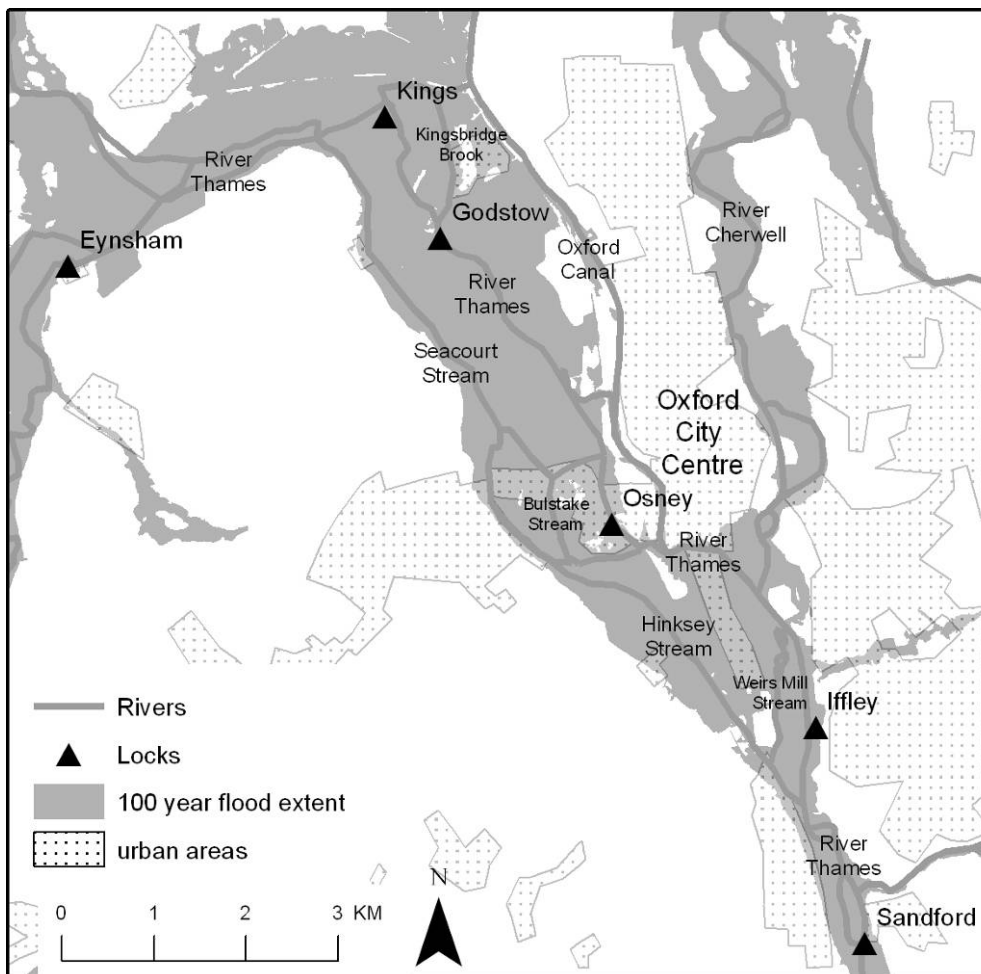 Kings
Kingsbridge
Brook
River
Thames
Godstow
Eynsham
River
Cherwell
Oxford
Canal
River
Thames
Seacourt
Stream
Oxford
City
Centre
Osney
Bulstake
Stream
River
Thames
Hinksey
Stream
Weirs Mill
Stream
Iffley
Rivers
Locks
100 year flood extent
urban areas
River
Thames
N
0 1 2 3 KM
Sandford